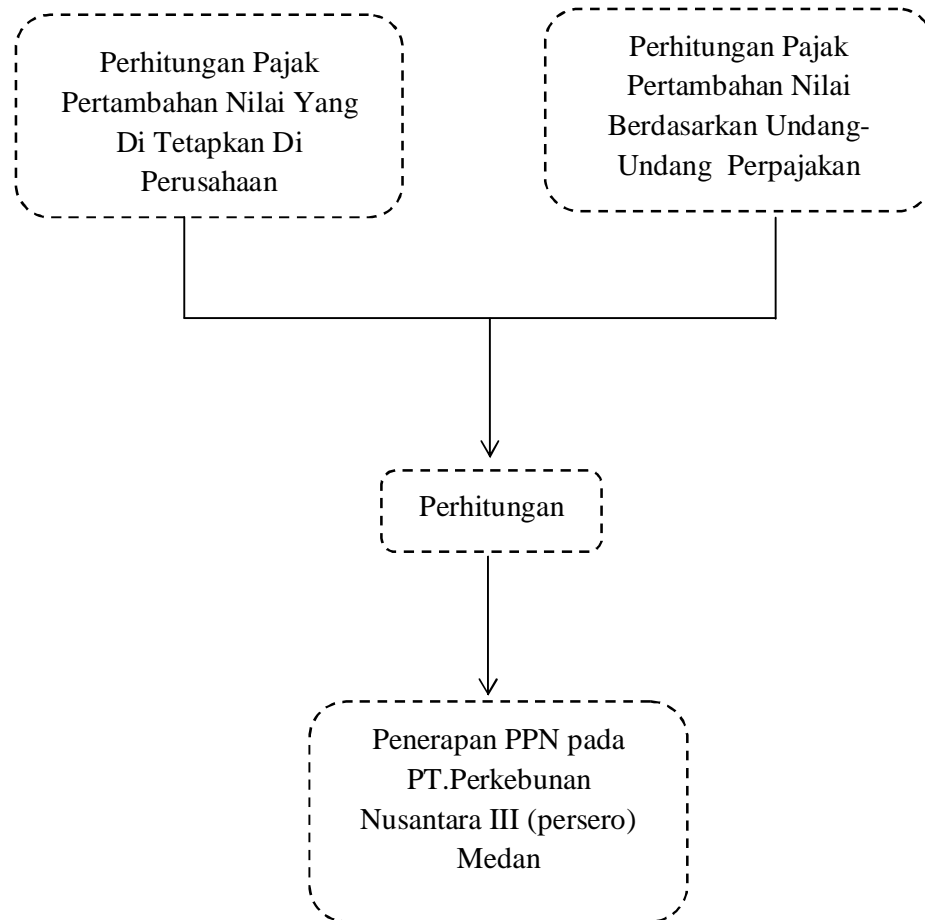 Perhitungan Pajak
Pertambahan Nilai Yang
Di Tetapkan Di
Perusahaan
Perhitungan Pajak
Pertambahan Nilai
Berdasarkan Undang-
Undang Perpajakan
Perhitungan
Penerapan PPN pada
PT.Perkebunan
Nusantara III (persero)
Medan